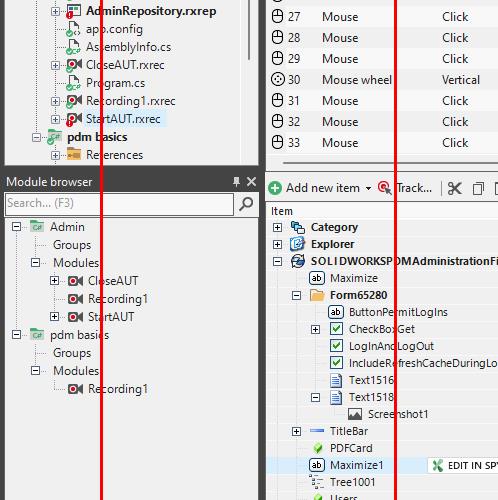 AdminRepository.rxrep
app.config
AssemblyInfo.cs
CloseAUT.rxrec
Program.cs
Recording1.rxrec
StartAUT.rxrec
pdm basics
References
27 Mouse Click
28 Mouse Click
29 Mouse Click
30 Mouse wheel Vertical
31 Mouse Click
32 Mouse Click
33 Mouse Click
Module browser
Search... (F3)
Admin
Groups
Modules
CloseAUT
Recording1
StartAUT
pdm basics
Groups
Modules
Recording1
Add new item Track...
Item
Category
Explorer
SOLIDWORKSPDMAdministrationFi
Maximize
Form65280
ButtonPermitLogIns
CheckBoxGet
LogInAndLogOut
IncludeRefreshCacheDuringLo
Text1516
Text1518
Screenshot1
TitleBar
PDFCard
Maximize1 EDIT IN SPY
Tree1001
Users